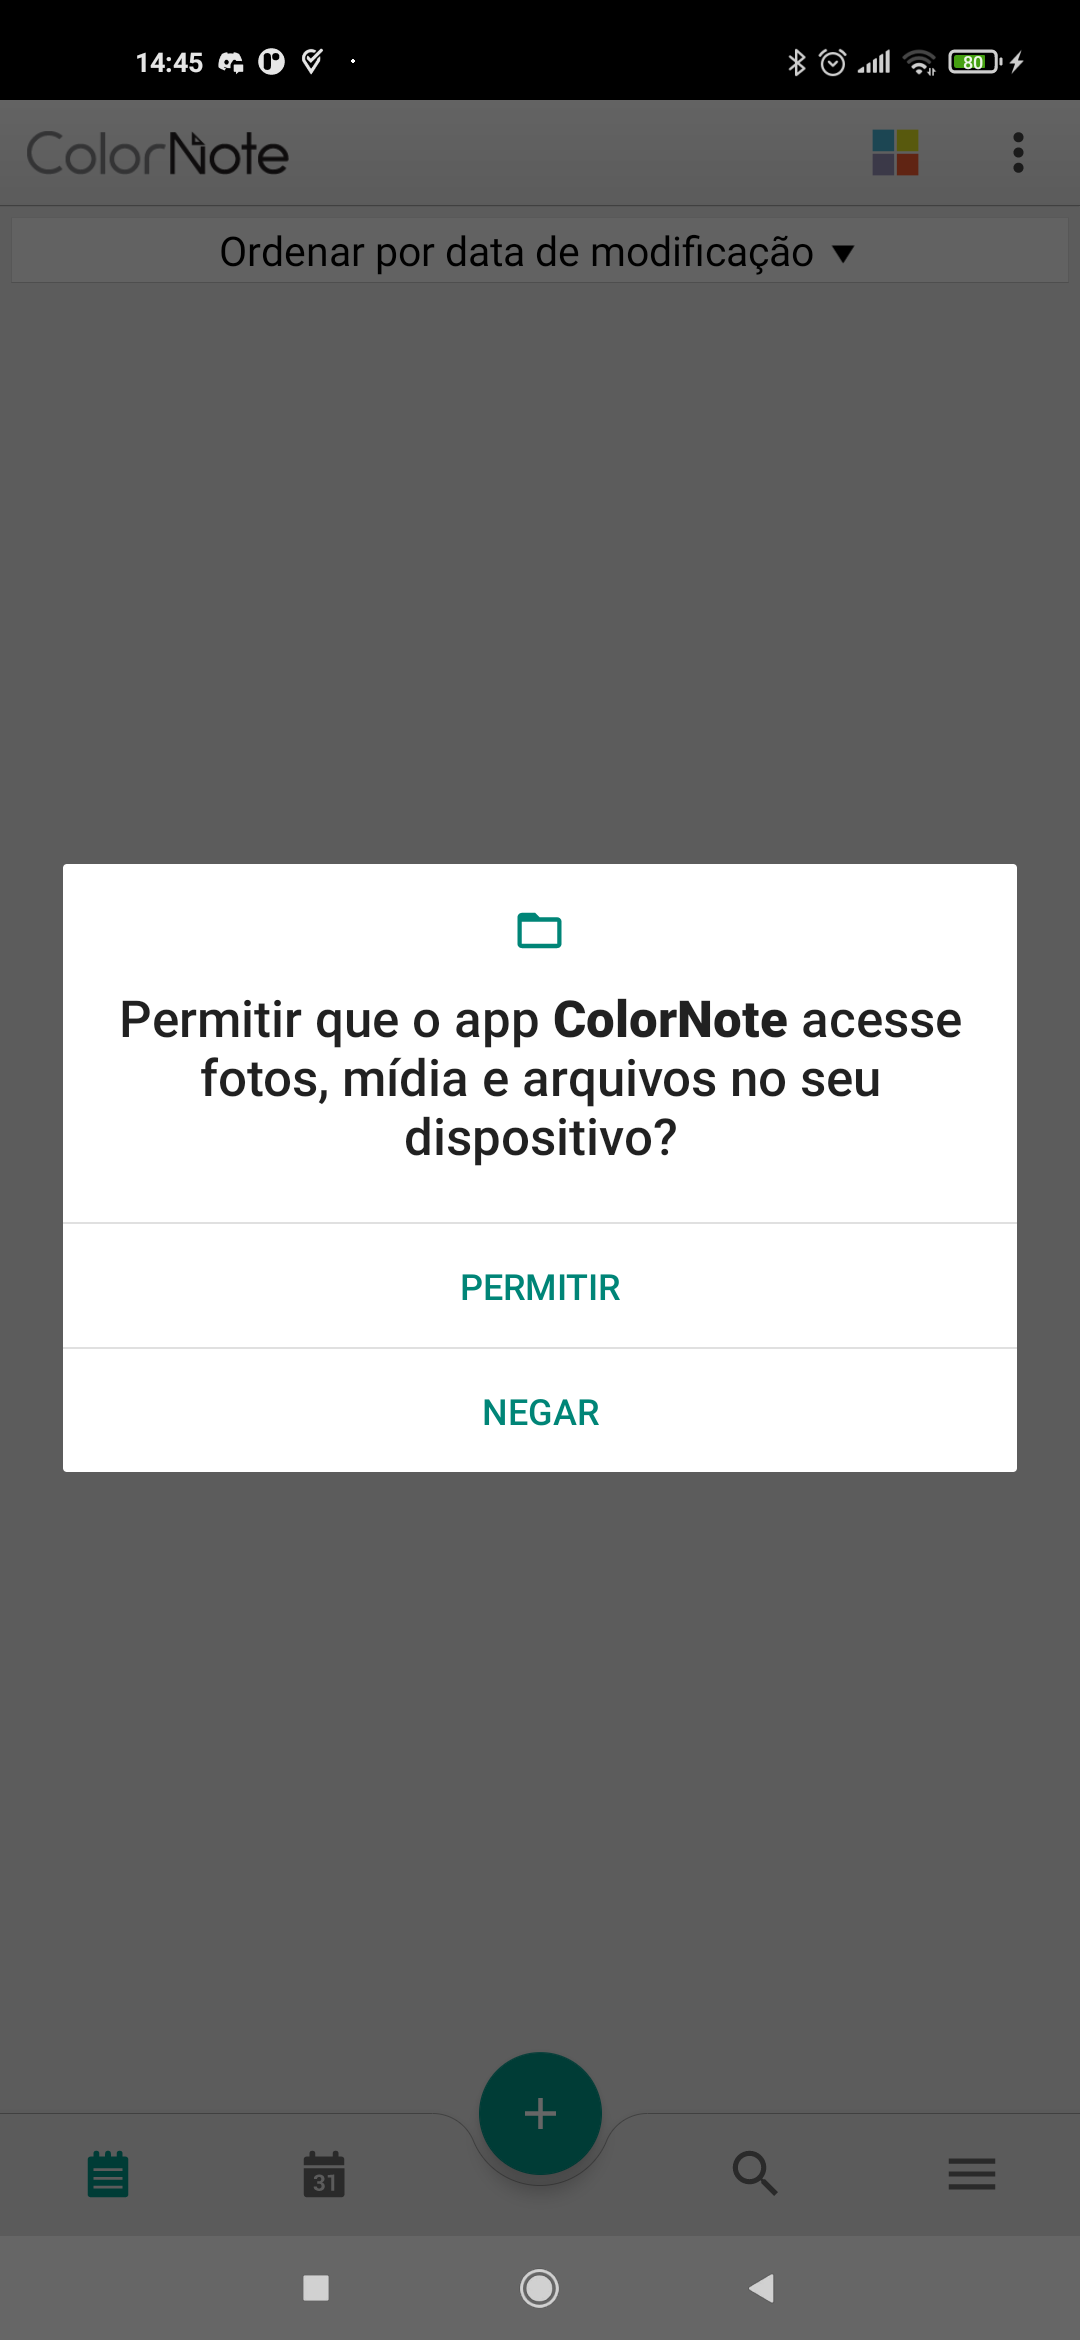 14:45
80
ColorNote
Ordenar por data de modificação
Permitir que o app ColorNote acesse
fotos, mídia e arquivos no seu
dispositivo?
PERMITIR
NEGAR
31